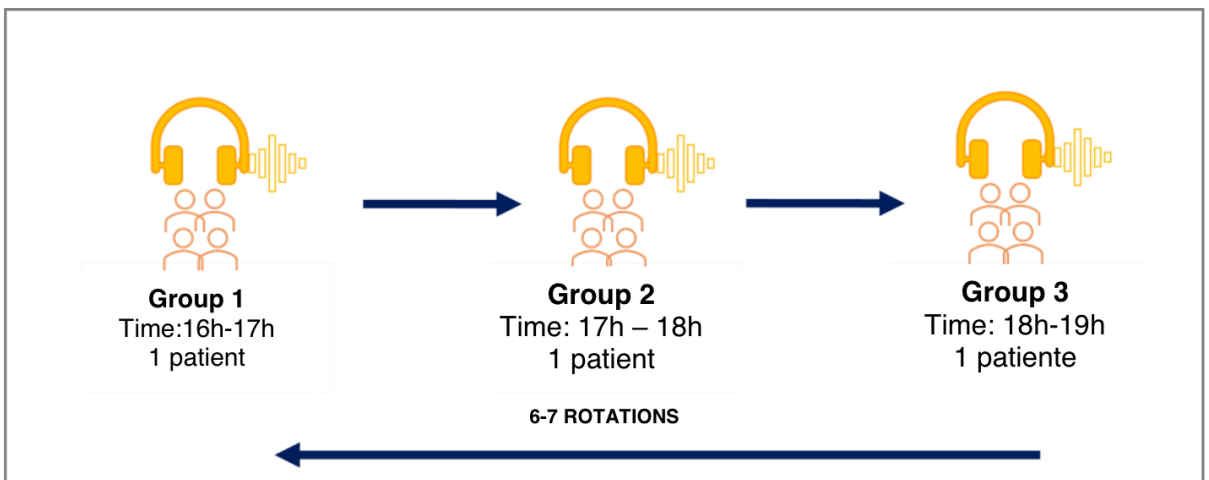 Group 1
Time:16h-17h
1 patient
Group 2
Time: 17h – 18h
1 patient
Group 3
Time: 18h-19h
1 patiente
6-7 ROTATIONS